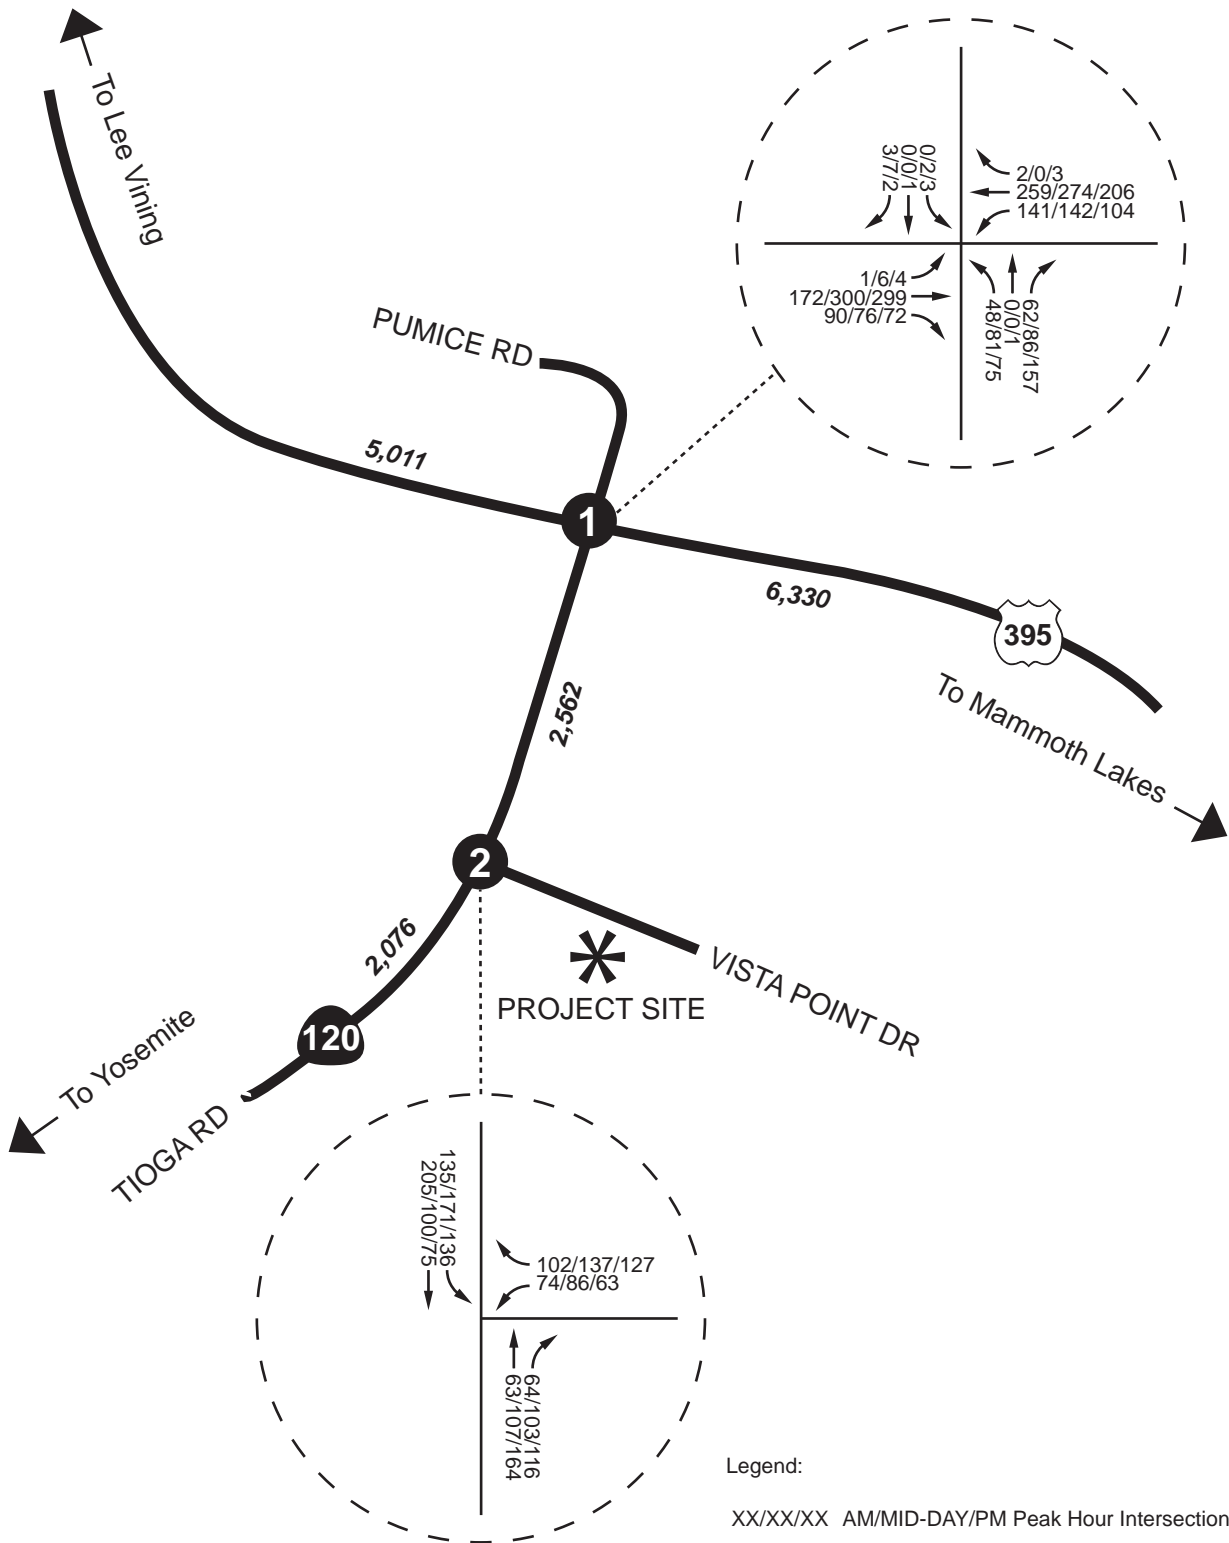 To Lee Vining
0/2/3
0/0/1
3/7/2
2/0/3
259/274/206
141/142/104
1/6/4
172/300/299
90/76/72
62/86/157
0/0/1
48/81/75
PUMICE RD
5,011
1
6,330
395
To Mammoth Lakes
2,562
2
2,076
PROJECT SITE
VISTA POINT DR
120
To Yosemite
TIOGA RD
135/171/136
205/100/75
102/137/127
74/86/63
64/103/116
63/107/164
Legend:
XX/XX/XX AM/MID-DAY/PM Peak Hour Intersection